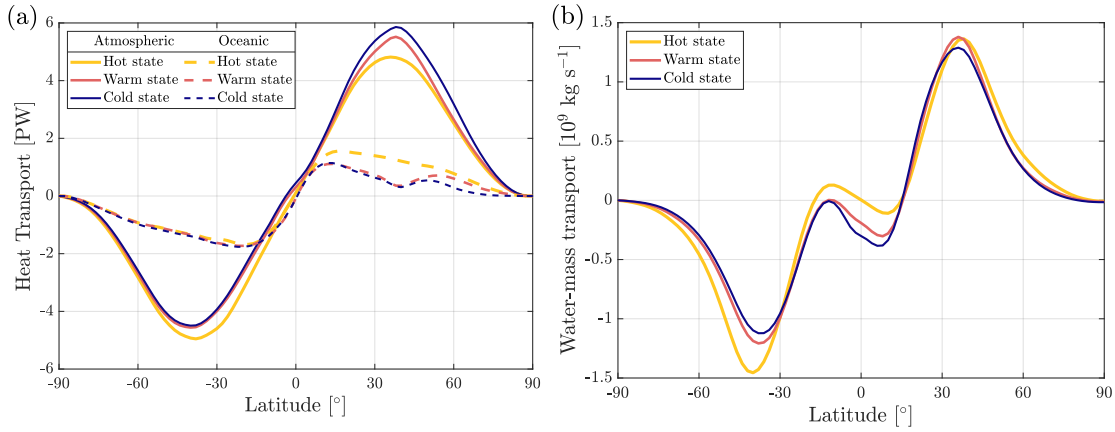 (a)
Heat Transport [PW]
6
4
2
0
-2
-4
-6
Atmospheric Oceanic
Hot state Hot state
Warm state Warm state
Cold state Cold state
-90 -60 -30 0 30 60 90
Latitude [°]
(b)
Water-mass transport [10⁹ kg s⁻¹]
1.5
1
0.5
0
-0.5
-1
-1.5
Hot state
Warm state
Cold state
-90 -60 -30 0 30 60 90
Latitude [°]